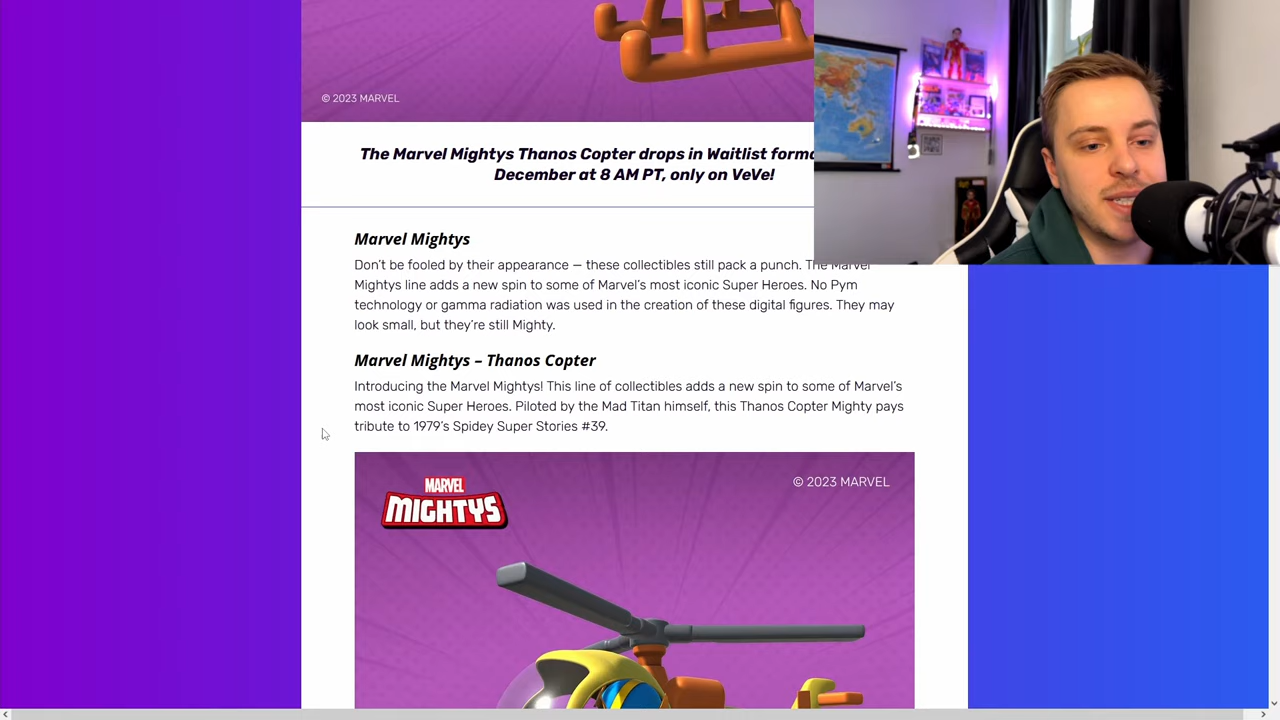 © 2023 MARVEL
The Marvel Mightys Thanos Copter drops in Waitlist
December at 8 AM PT, only on VeVe!
Marvel Mightys
Don’t be fooled by their appearance — these collectibles still pack a punch. The Marvel
Mightys line adds a new spin to some of Marvel’s most iconic Super Heroes. No Pym
technology or gamma radiation was used in the creation of these digital figures. They may
look small, but they’re still Mighty.
Marvel Mightys – Thanos Copter
Introducing the Marvel Mightys! This line of collectibles adds a new spin to some of Marvel’s
most iconic Super Heroes. Piloted by the Mad Titan himself, this Thanos Copter Mighty pays
tribute to 1979’s Spidey Super Stories #39.
MARVEL
MIGHTYS
© 2023 MARVEL